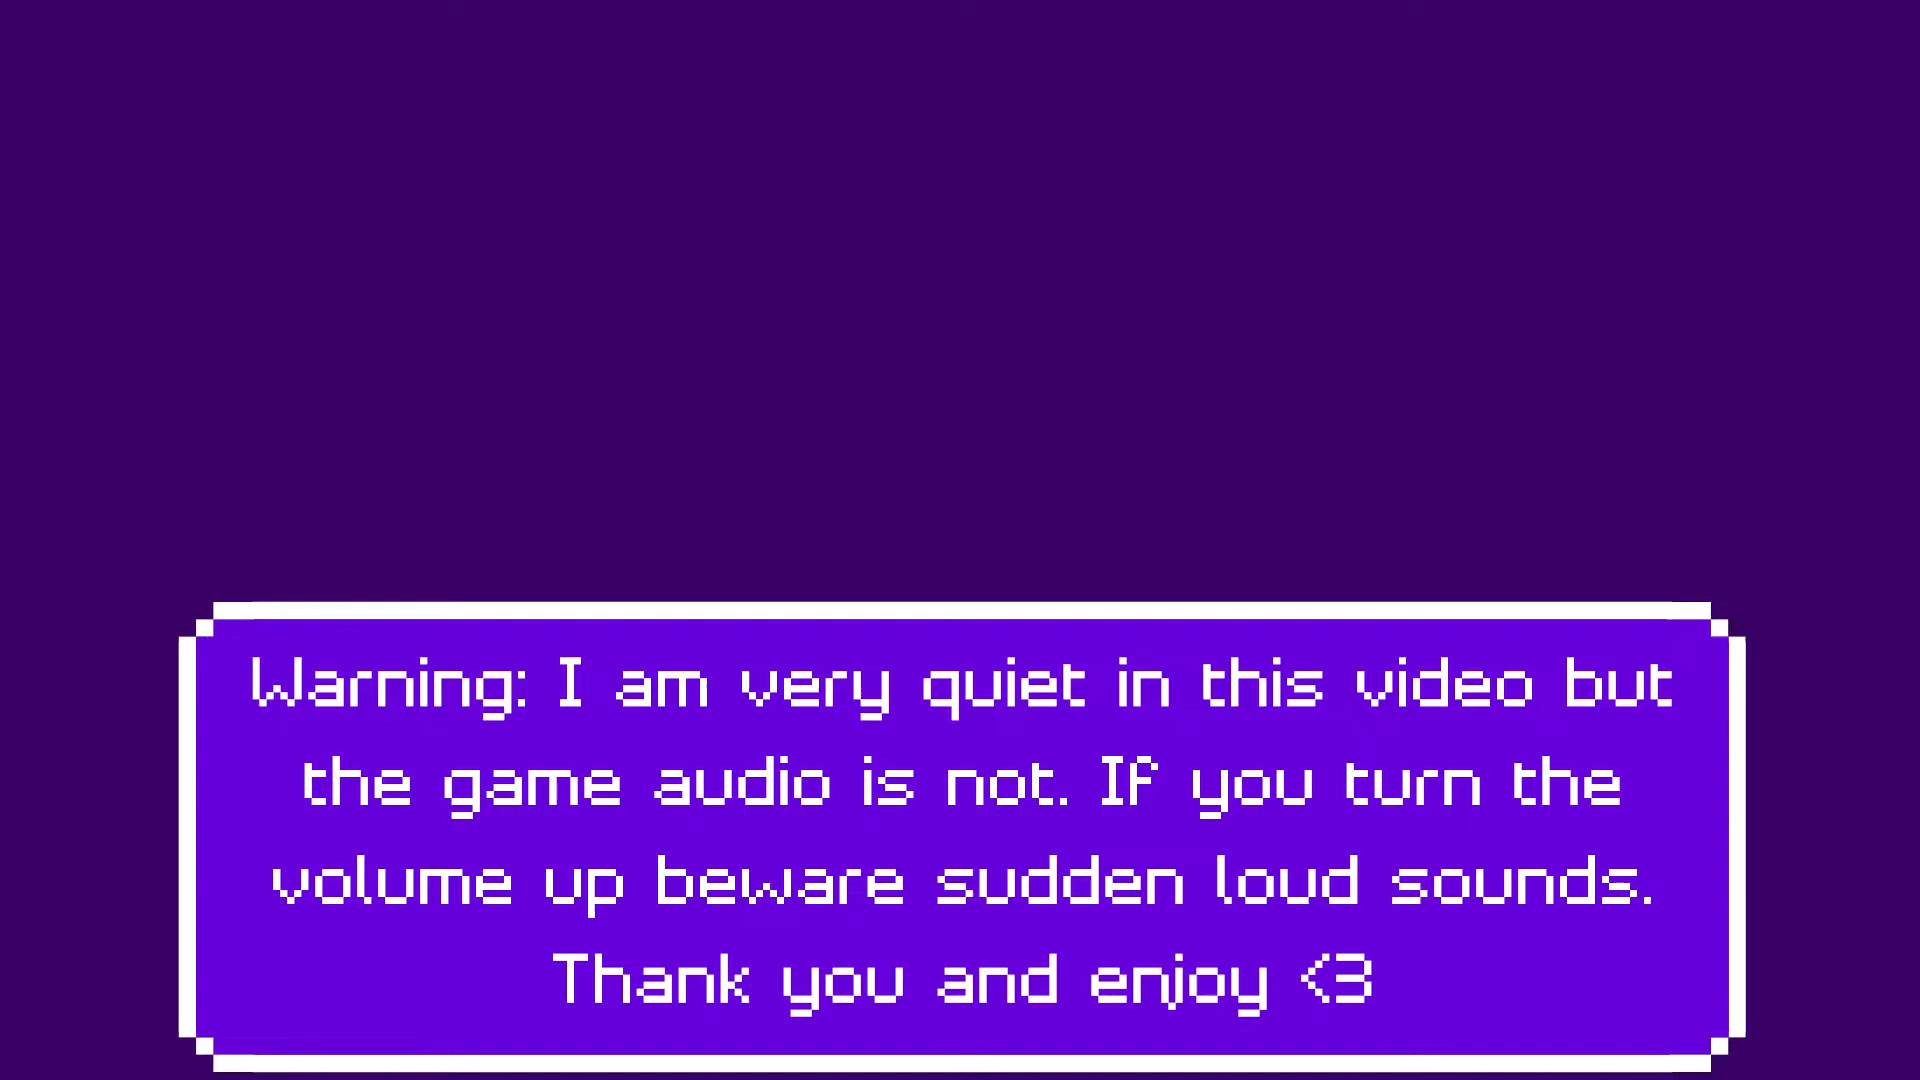 Warning: I am very quiet in this video but
the game audio is not. If you turn the
volume up beware sudden loud sounds.
Thank you and enjoy <3